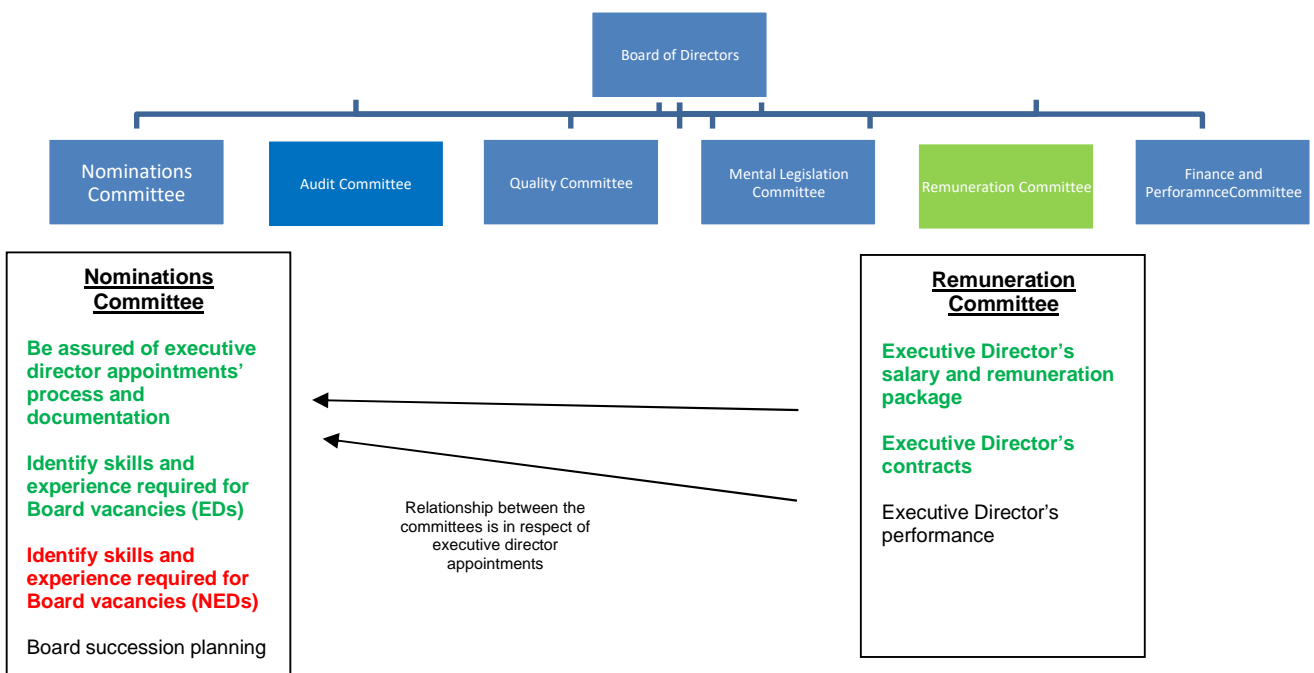 Board of Directors
Nominations
Committee
Audit Committee
Quality Committee
Mental Legislation
Committee
Remuneration Committee
Finance and
PerforamnceCommittee
Nominations
Committee
Be assured of executive
director appointments’
process and
documentation
Identify skills and
experience required for
Board vacancies (EDs)
Identify skills and
experience required for
Board vacancies (NEDs)
Board succession planning
Relationship between the
committees is in respect of
executive director
appointments
Remuneration
Committee
Executive Director’s
salary and remuneration
package
Executive Director’s
contracts
Executive Director’s
performance